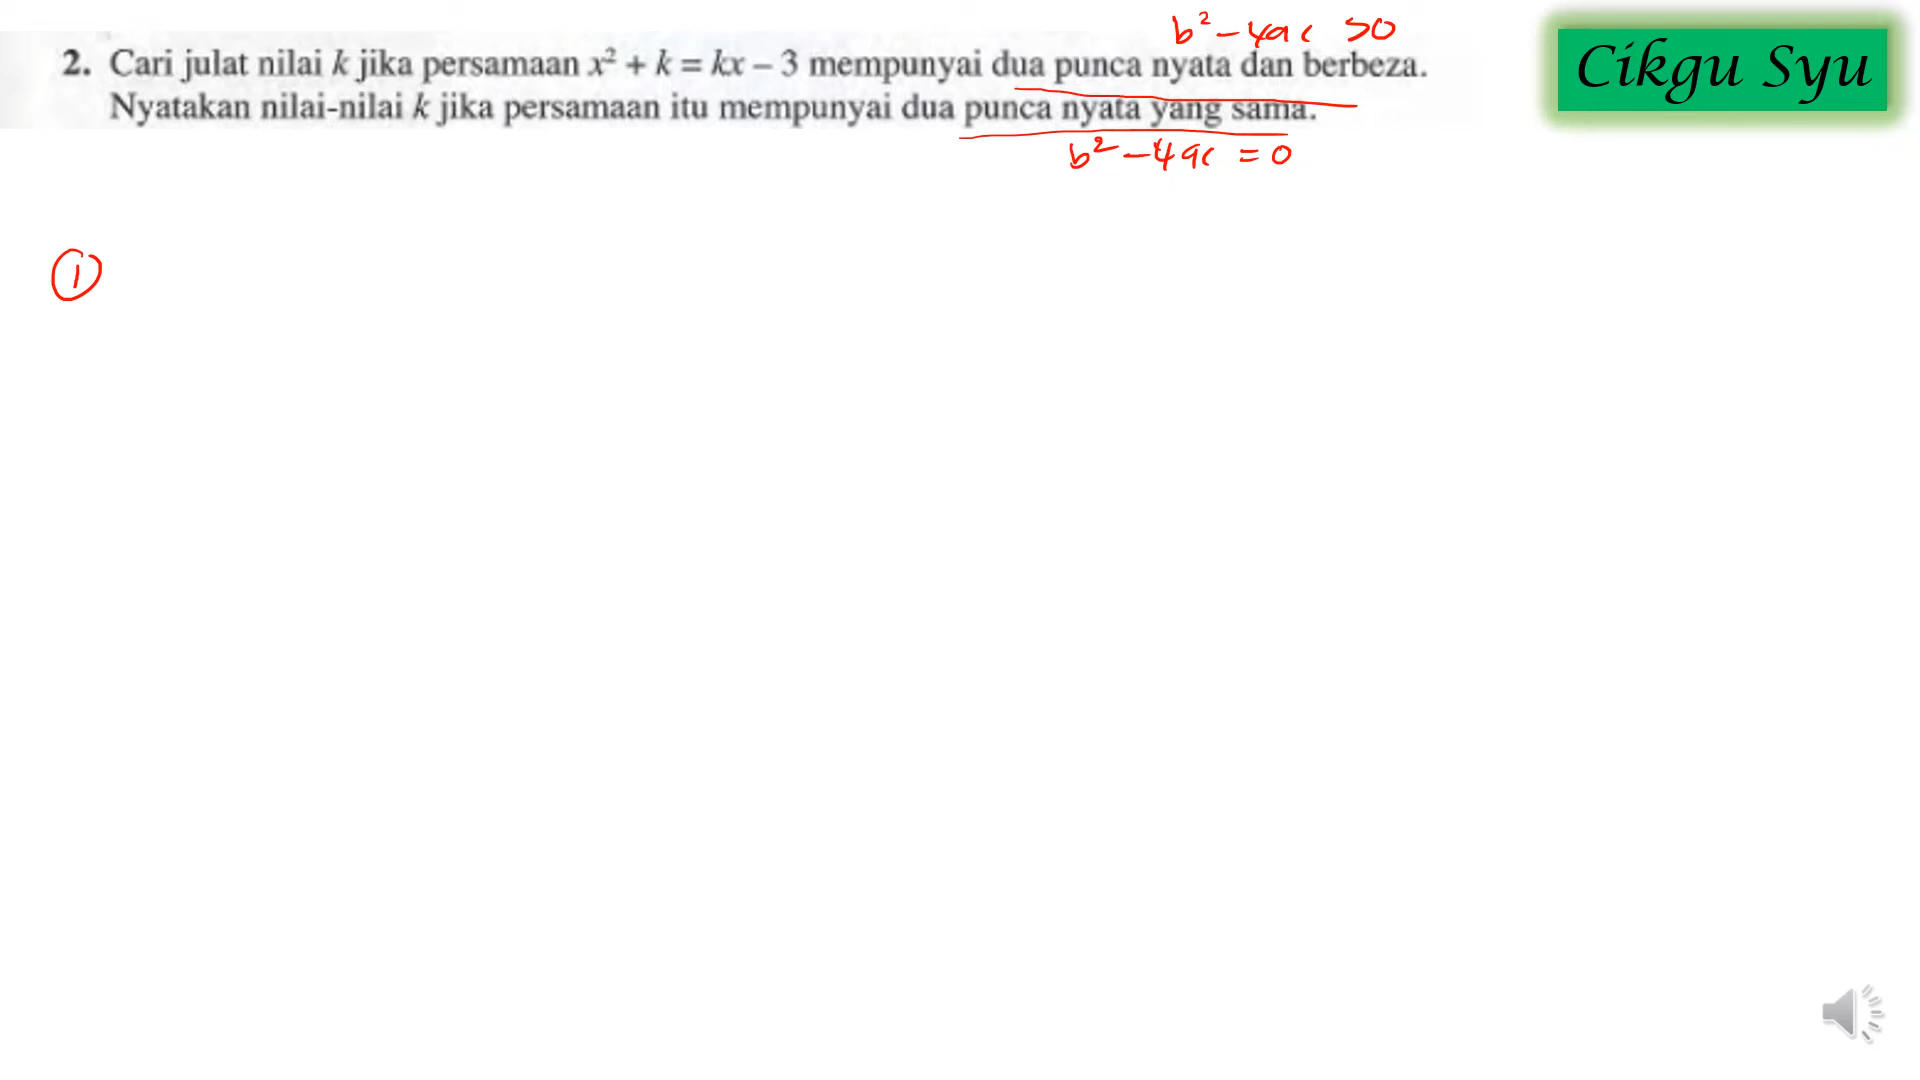 b² - 4ac > 0
2. Cari julat nilai k jika persamaan x² + k = kx – 3 mempunyai dua punca nyata dan berbeza.
Nyatakan nilai-nilai k jika persamaan itu mempunyai dua punca nyata yang sama.
b² - 4ac = 0
Cikgu Syu
①